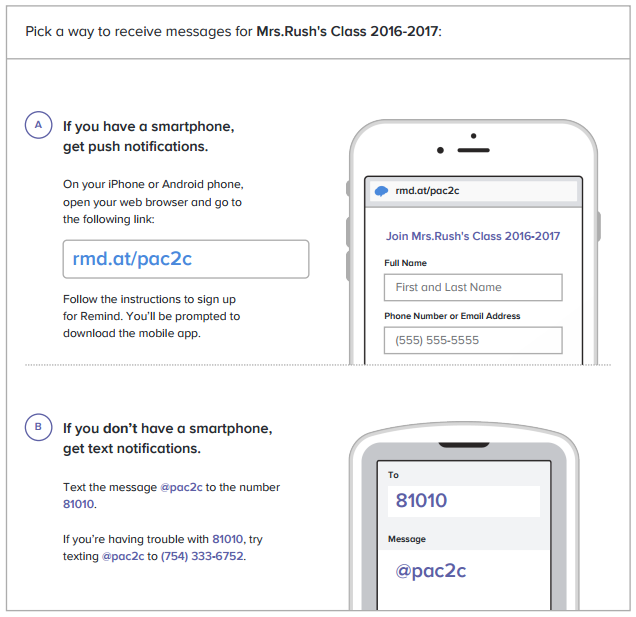 Pick a way to receive messages for Mrs.Rush's Class 2016-2017:
A
If you have a smartphone,
get push notifications.
On your iPhone or Android phone,
open your web browser and go to
the following link:
rmd.at/pac2c
Follow the instructions to sign up
for Remind. You'll be prompted to
download the mobile app.
rmd.at/pac2c
Join Mrs.Rush's Class 2016-2017
Full Name
First and Last Name
Phone Number or Email Address
(555) 555-5555
B
If you don't have a smartphone,
get text notifications.
Text the message @pac2c to the number
81010.
If you're having trouble with 81010, try
texting @pac2c to (754) 333-6752.
To
81010
Message
@pac2c